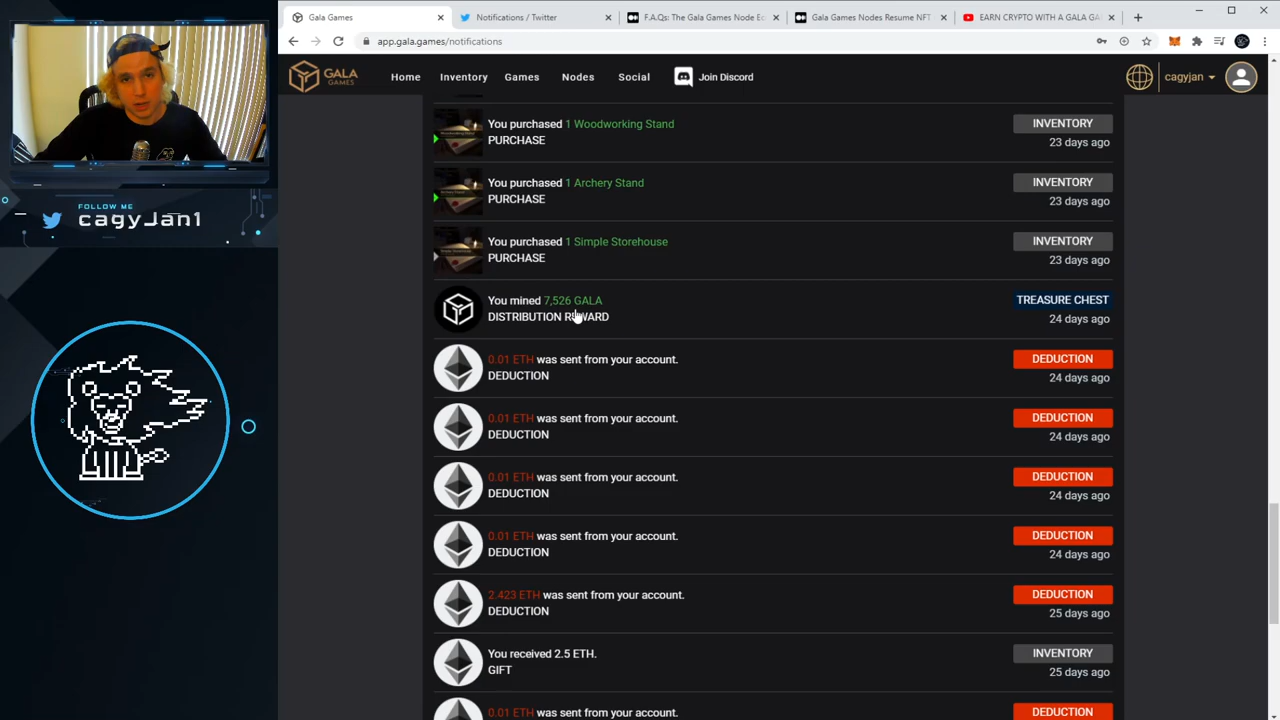 Gala Games
Notifications / Twitter
F.A.Qs: The Gala Games Node Ec
Gala Games Nodes Resume NFT
EARN CRYPTO WITH A GALA GA
app.gala.games/notifications
GALA
GAMES
Home
Inventory
Games
Nodes
Social
Join Discord
cagyjan
You purchased 1 Woodworking Stand
PURCHASE
INVENTORY
23 days ago
You purchased 1 Archery Stand
PURCHASE
INVENTORY
23 days ago
You purchased 1 Simple Storehouse
PURCHASE
INVENTORY
23 days ago
You mined 7,526 GALA
DISTRIBUTION REWARD
TREASURE CHEST
24 days ago
0.01 ETH was sent from your account.
DEDUCTION
DEDUCTION
24 days ago
0.01 ETH was sent from your account.
DEDUCTION
DEDUCTION
24 days ago
0.01 ETH was sent from your account.
DEDUCTION
DEDUCTION
24 days ago
0.01 ETH was sent from your account.
DEDUCTION
DEDUCTION
24 days ago
2.423 ETH was sent from your account.
DEDUCTION
DEDUCTION
25 days ago
You received 2.5 ETH.
GIFT
INVENTORY
25 days ago
0.01 ETH was sent from your account.
DEDUCTION
FOLLOW ME
cagyJan1